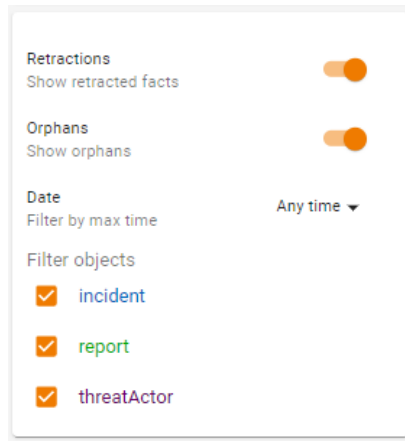 Retractions
Show retracted facts
Orphans
Show orphans
Date
Filter by max time
Any time
Filter objects
incident
report
threatActor